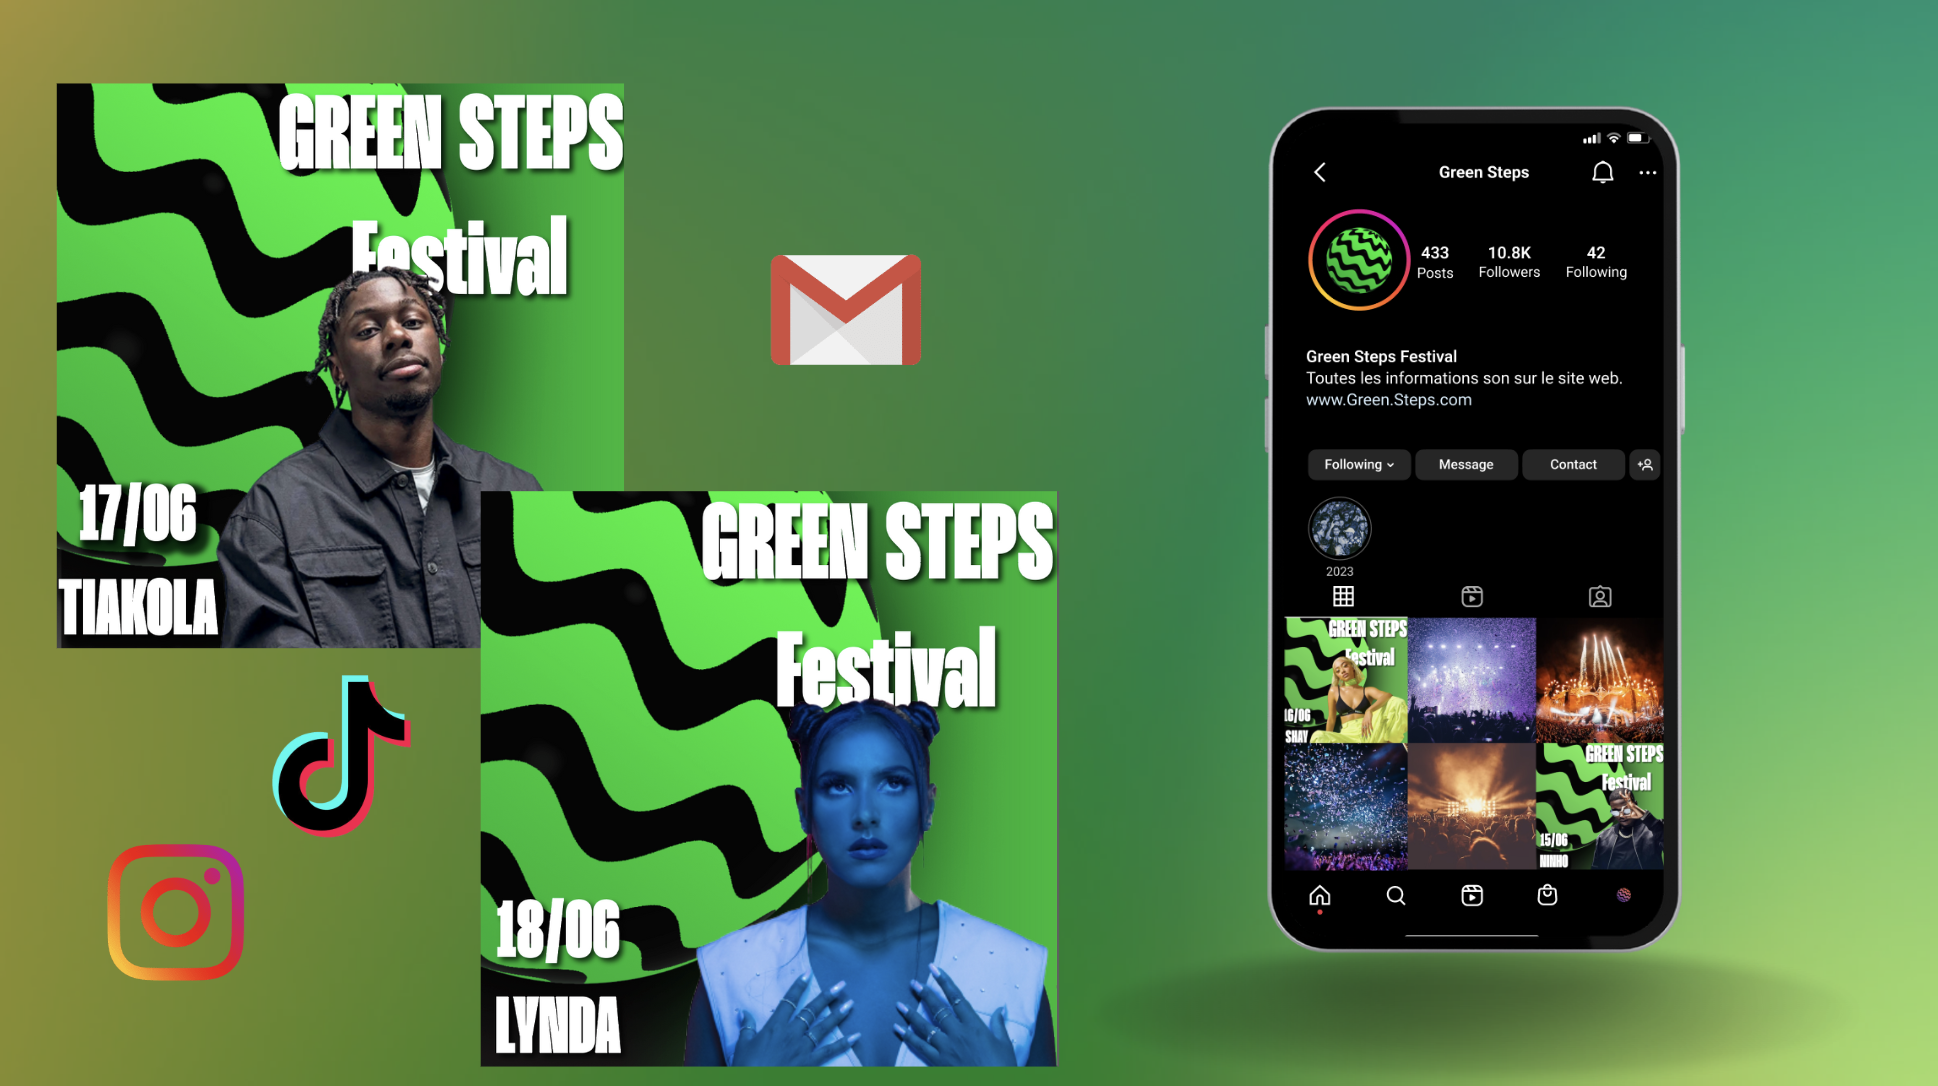 GREEN STEPS
Festival
17/06
TIAKOLA
GREEN STEPS
Festival
18/06
LYNDA
Green Steps
433
Posts
10.8K
Followers
42
Following
Green Steps Festival
Toutes les informations son sur le site web.
www.Green.Steps.com
Following
Message
Contact
2023
GREEN STEPS
Festival
16/06
SHAY
GREEN STEPS
Festival
15/06
NINHO